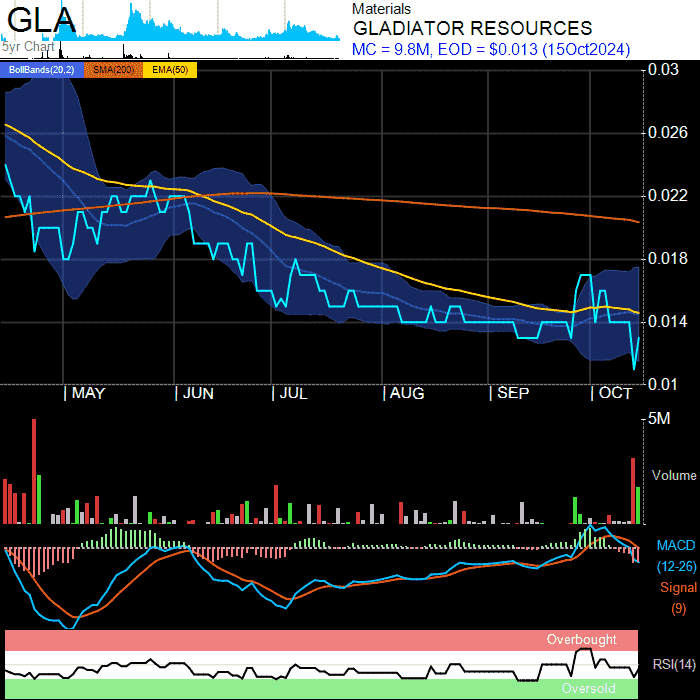 GLA
5yr Chart
Materials
GLADIATOR RESOURCES
MC = 9.8M, EOD = $0.013 (15Oct2024)
BollBands(20,2) SMA(200) EMA(50)
0.03
0.026
0.022
0.018
0.014
0.01
MAY JUN JUL AUG SEP OCT
5M
Volume
MACD
(12-26)
Signal
(9)
Overbought
RSI(14)
Oversold